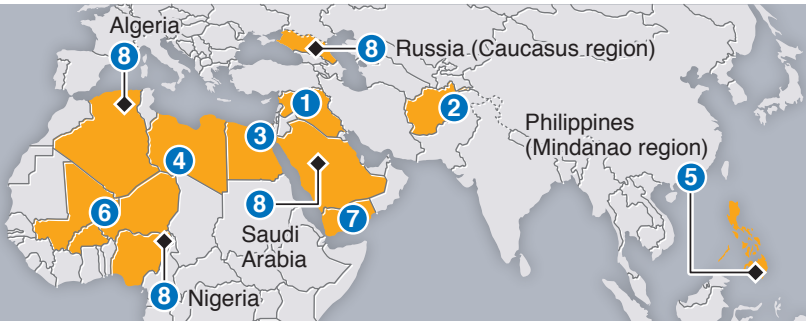 Algeria
8
8
Russia (Caucasus region)
1
2
3
Philippines
(Mindanao region)
4
5
6
8
7
Saudi
Arabia
8
Nigeria